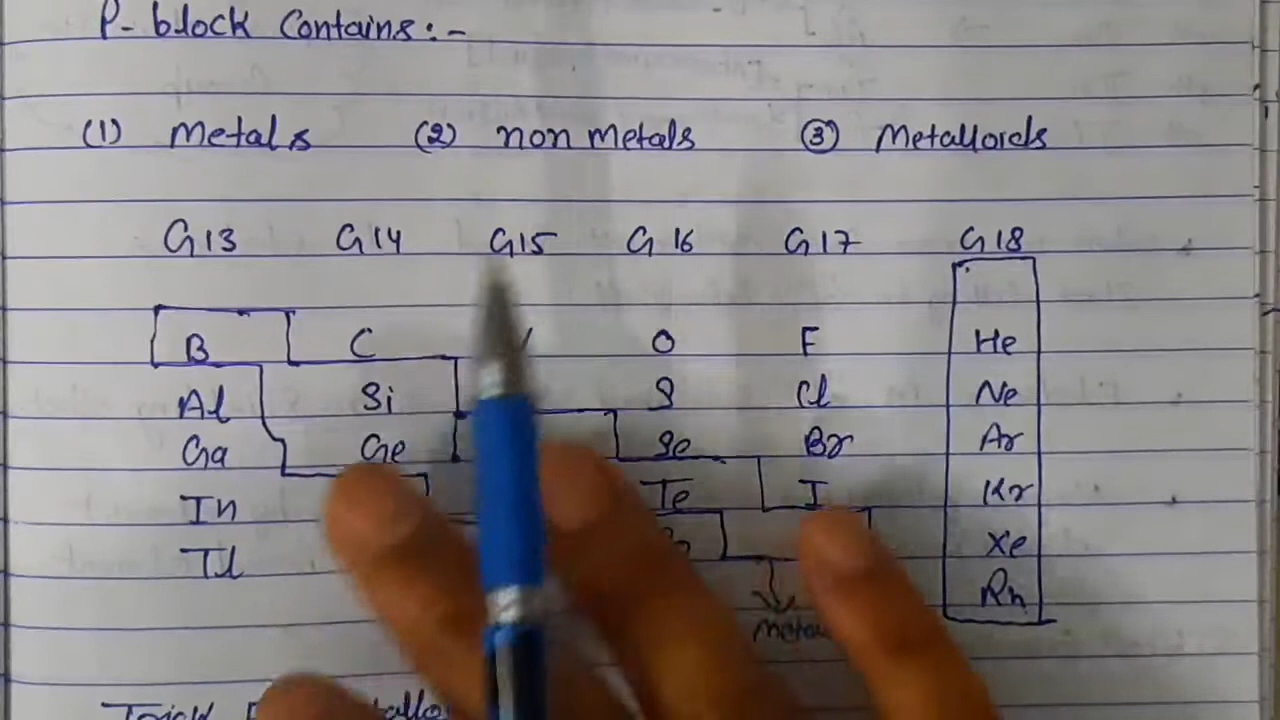 P-block Contains:-
(1) Metals (2) non Metals ③ Metalloids
G13 G14 G15 G16 G17 G18
B C O F He
Al Si S Cl Ne
Ga Ge Se Br Ar
In Te I Kr
Tl Xe
Rn